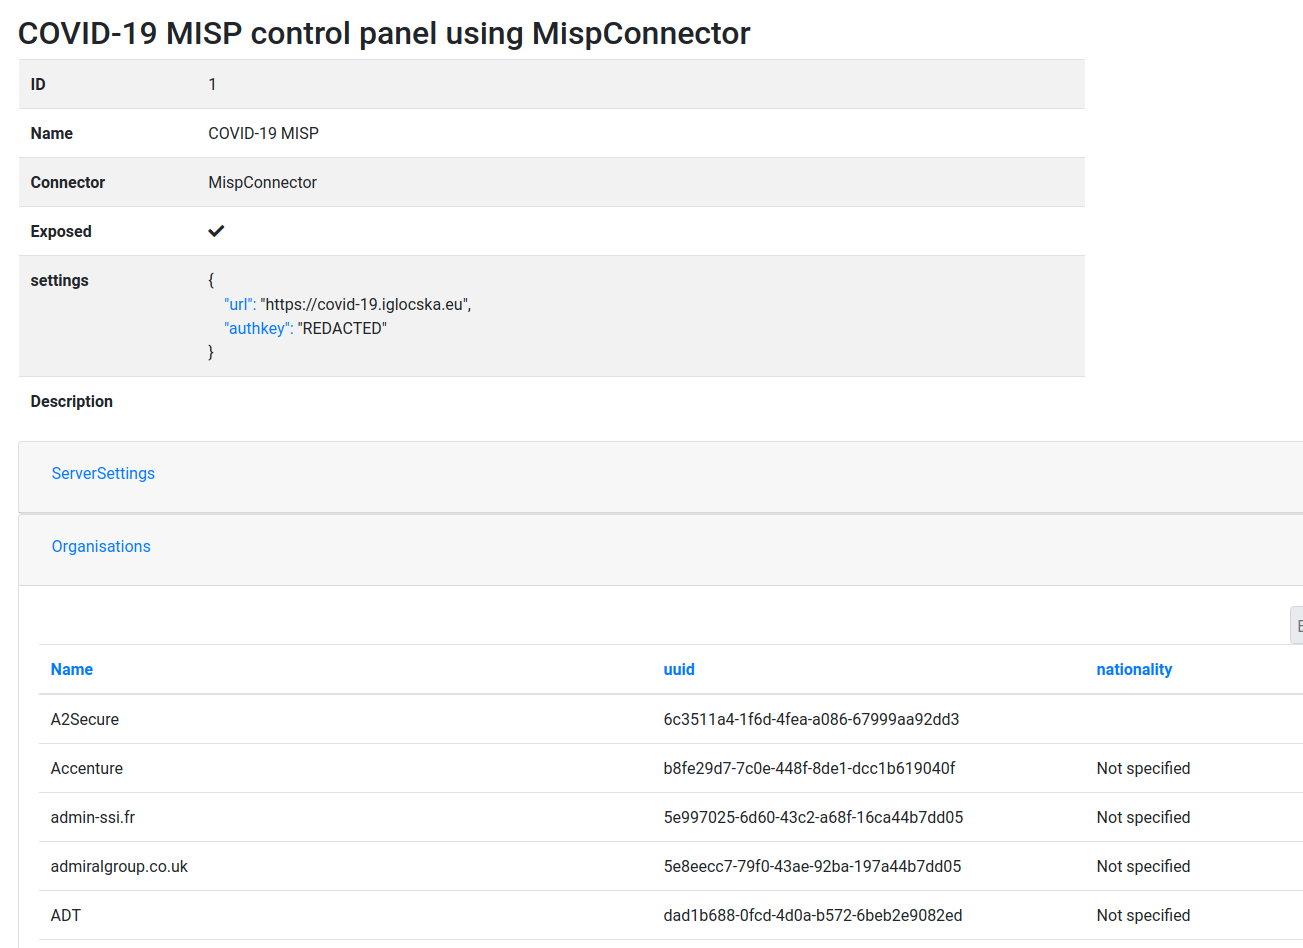 COVID-19 MISP control panel using MispConnector
ID 1
Name COVID-19 MISP
Connector MispConnector
Exposed
settings {
"url": "https://covid-19.iglocska.eu",
"authkey": "REDACTED"
}
Description
ServerSettings
Organisations
Name uuid nationality
A2Secure 6c3511a4-1f6d-4fea-a086-67999aa92dd3
Accenture b8fe29d7-7c0e-448f-8de1-dcc1b619040f Not specified
admin-ssi.fr 5e997025-6d60-43c2-a68f-16ca44b7dd05 Not specified
admiralgroup.co.uk 5e8eecc7-79f0-43ae-92ba-197a44b7dd05 Not specified
ADT dad1b688-0fcd-4d0a-b572-6beb2e9082ed Not specified